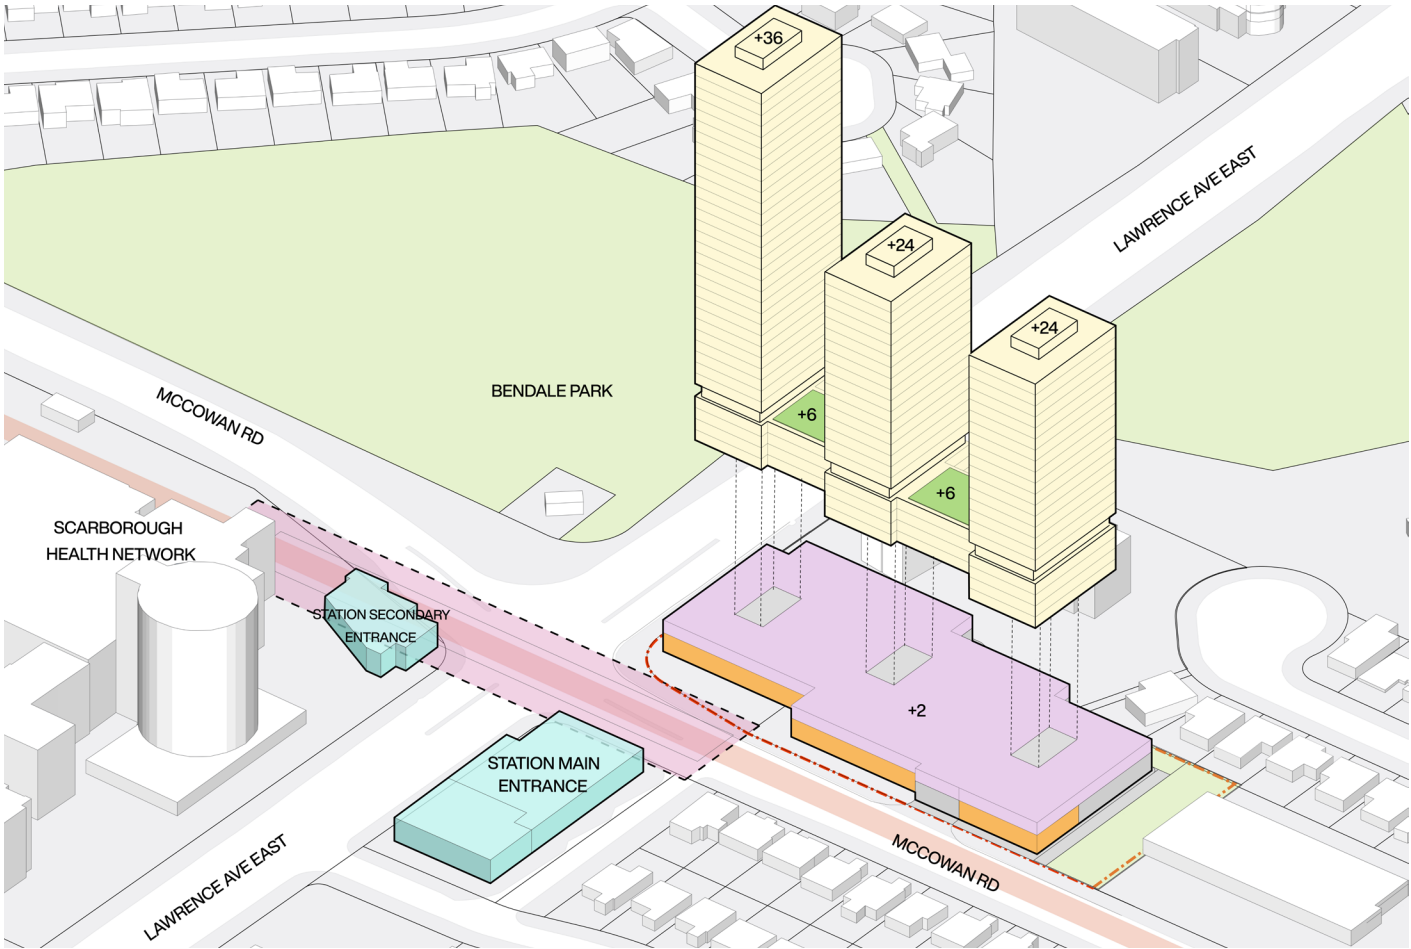 +36
LAWRENCE AVE EAST
+24
+24
MCCOWAN RD
BENDALE PARK
+6
+6
SCARBOROUGH
HEALTH NETWORK
STATION SECONDARY
ENTRANCE
+2
STATION MAIN
ENTRANCE
LAWRENCE AVE EAST
MCCOWAN RD